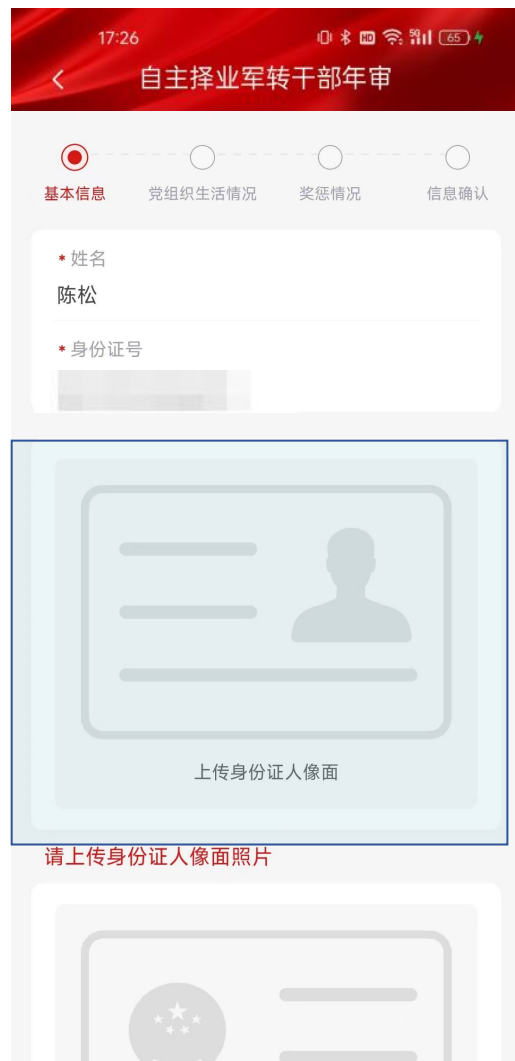 17:26 HD 5G 65
自主择业军转干部年审
基本信息 党组织生活情况 奖惩情况 信息确认
* 姓名
陈松
* 身份证号
上传身份证人像面
请上传身份证人像面照片